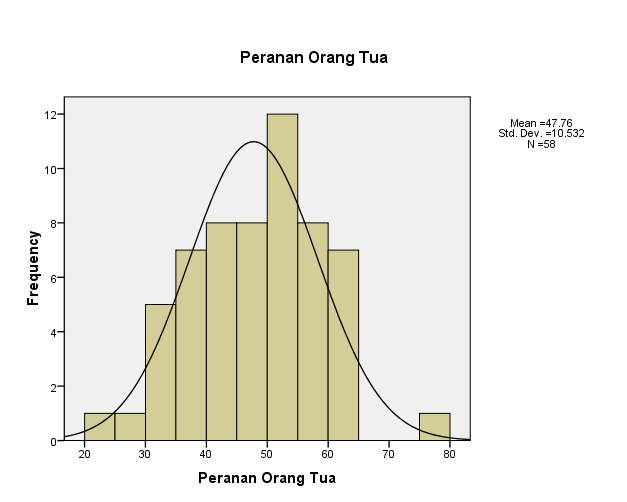 Peranan Orang Tua
Mean =47.76
Std. Dev. =10.532
N =58
12
10
8
6
4
2
0
Frequency
20 30 40 50 60 70 80
Peranan Orang Tua